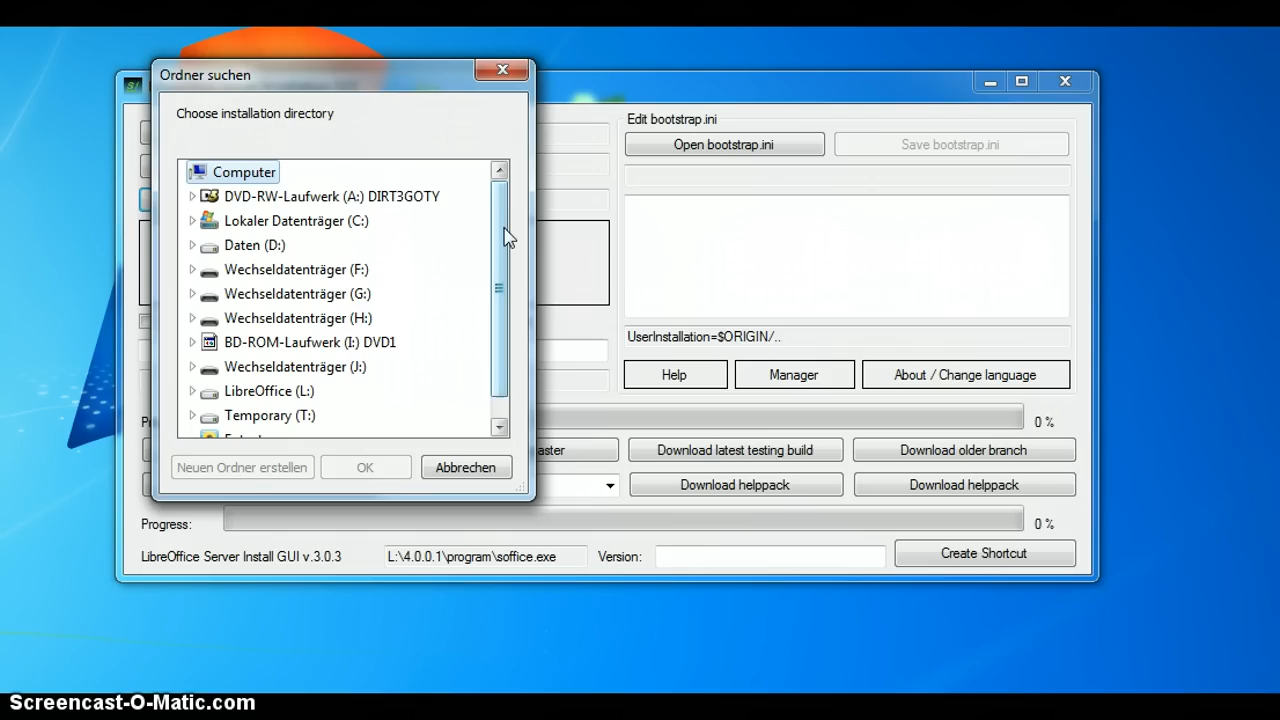 Ordner suchen
Choose installation directory
Computer
DVD-RW-Laufwerk (A:) DIRT3GOTY
Lokaler Datenträger (C:)
Daten (D:)
Wechseldatenträger (F:)
Wechseldatenträger (G:)
Wechseldatenträger (H:)
BD-ROM-Laufwerk (I:) DVD1
Wechseldatenträger (J:)
LibreOffice (L:)
Temporary (T:)
Neuen Ordner erstellen
OK
Abbrechen
Edit bootstrap.ini
Open bootstrap.ini
Save bootstrap.ini
UserInstallation=$ORIGIN/..
Help
Manager
About / Change language
0 %
Download latest testing build
Download older branch
Download helppack
Download helppack
Progress:
0 %
LibreOffice Server Install GUI v.3.0.3
L:\4.0.0.1\program\soffice.exe
Version:
Create Shortcut
Screencast-O-Matic.com